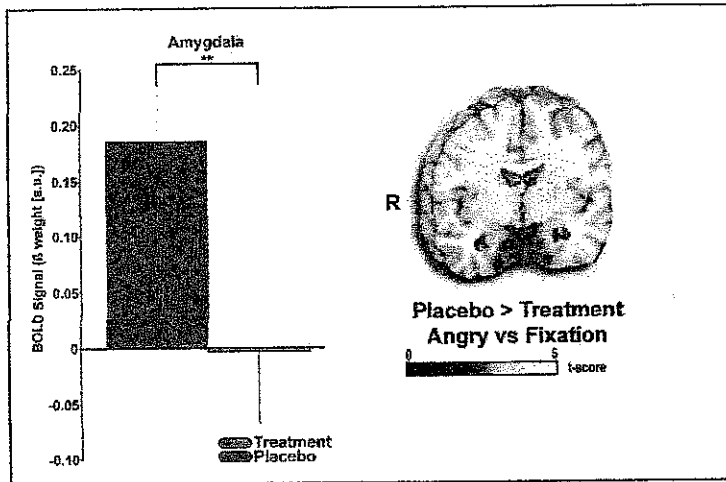 Amygdala
**
0.25
0.20
0.15
0.10
0.05
0
-0.05
-0.10
BOLD Signal (ß weight [a.u.])
Treatment
Placebo
R
Placebo > Treatment
Angry vs Fixation
0 5
t-score